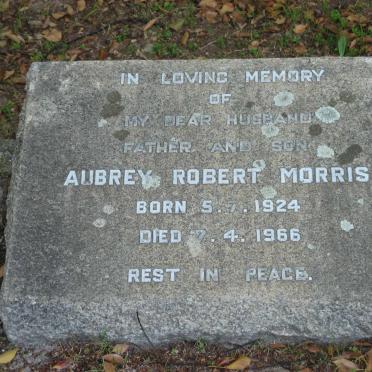 IN LOVING MEMORY
OF
MY DEAR HUSBAND
FATHER AND SON
AUBREY ROBERT MORRIS
BORN 5. 7. 1924
DIED 7. 4. 1966
REST IN PEACE.